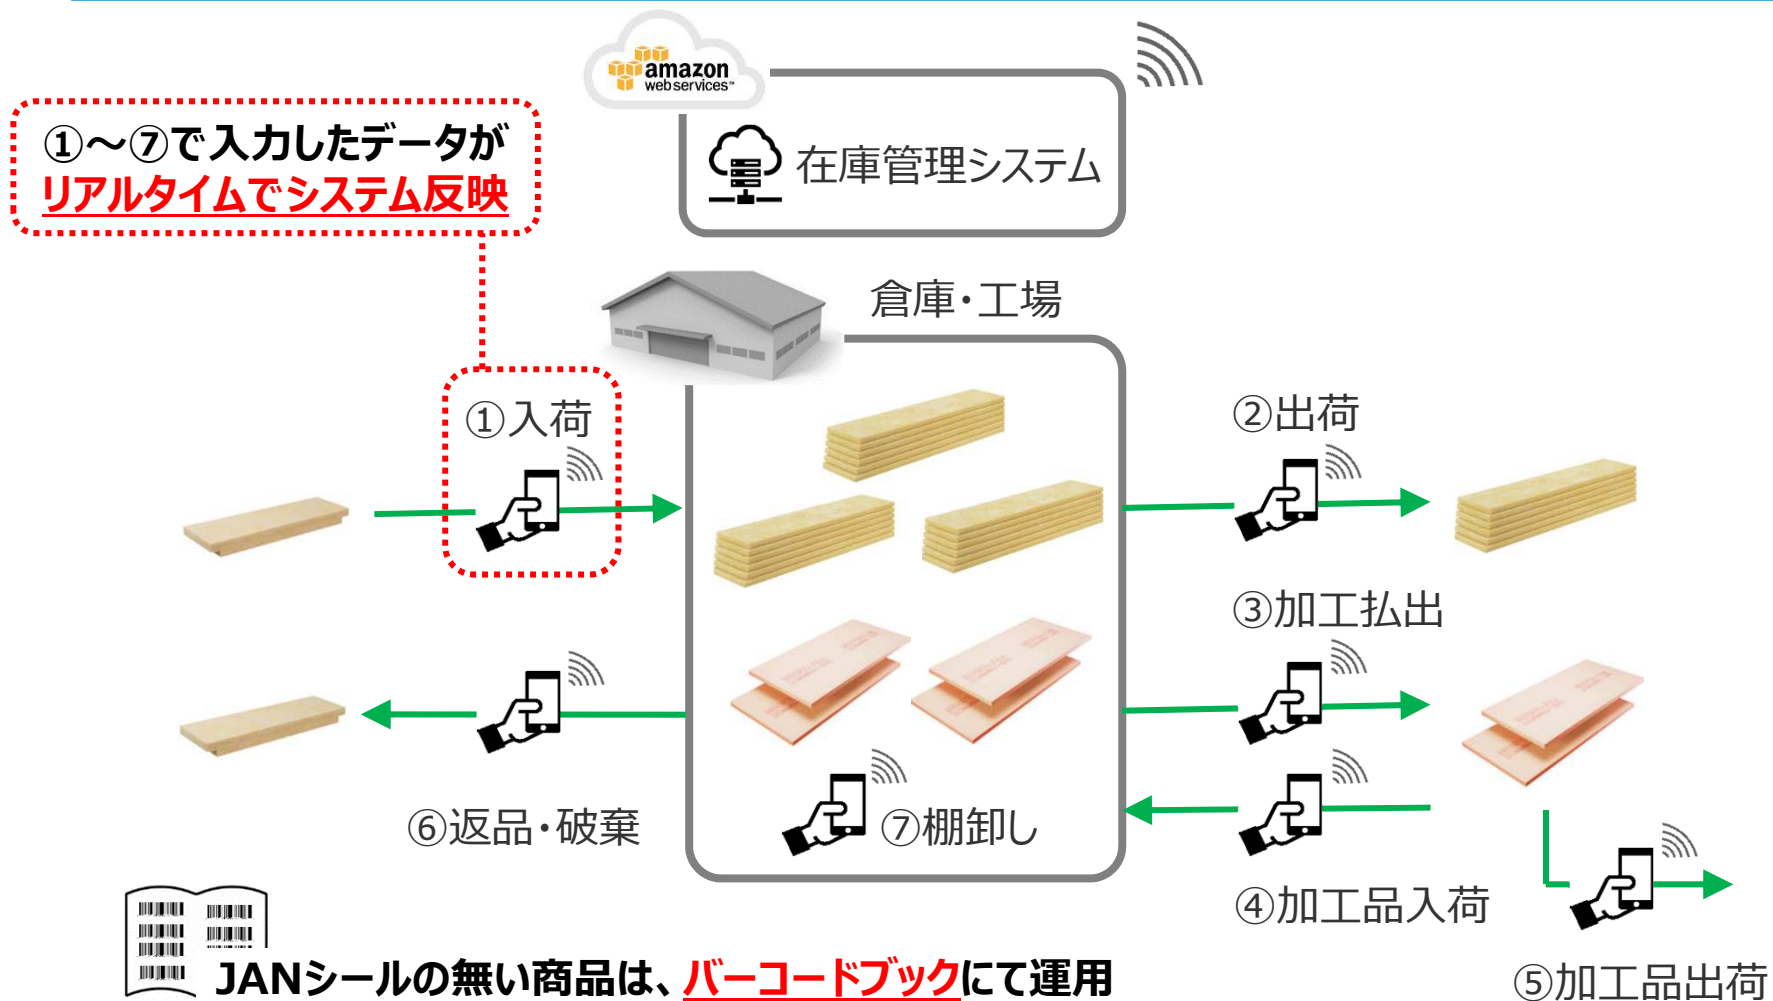 amazon
webservices™
①～⑦で入力したデータが
リアルタイムでシステム反映
在庫管理システム
倉庫・工場
①入荷
②出荷
③加工払出
⑥返品・破棄
⑦棚卸し
④加工品入荷
JANシールの無い商品は、バーコードブックにて運用
⑤加工品出荷